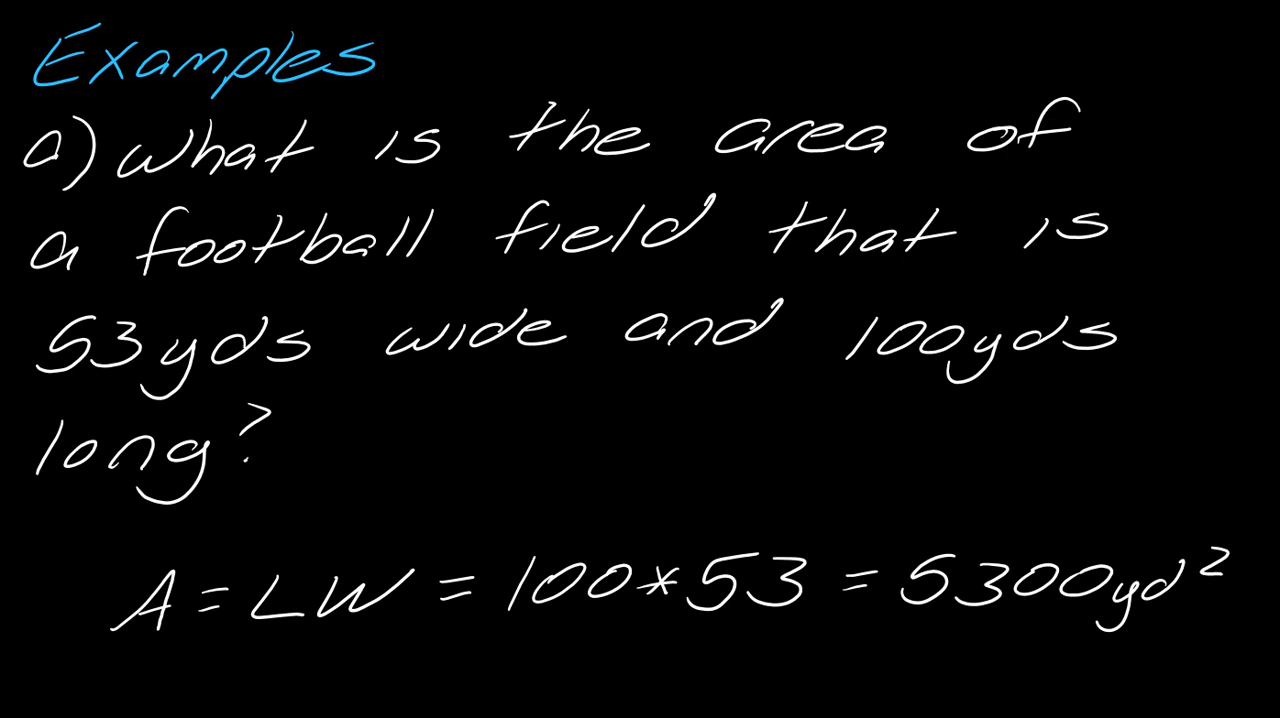 Examples
a) What is the area of
a football field that is
53yds wide and 100yds
long?
A = LW = 100*53 = 5300yd²